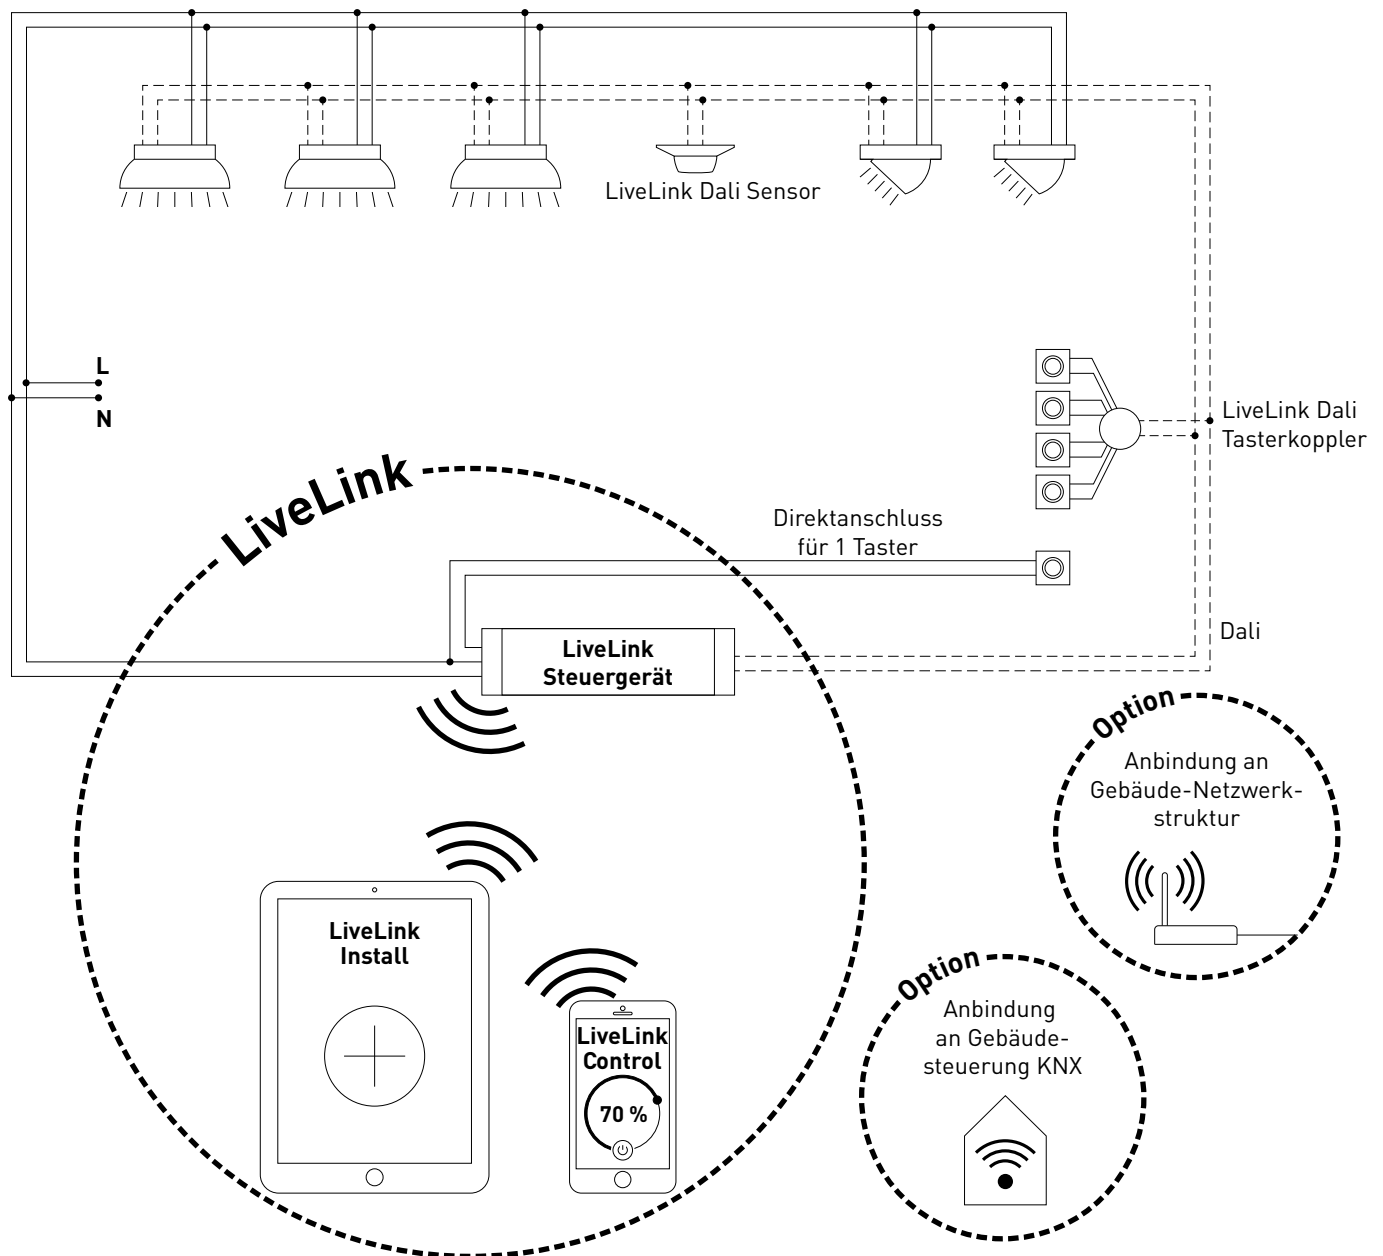 LiveLink Dali Sensor
L
N
LiveLink Dali
Tasterkoppler
LiveLink
Direktanschluss
für 1 Taster
LiveLink
Steuergerät
Dali
Option
Anbindung an
Gebäude-Netzwerk-
struktur
LiveLink
Install
Option
Anbindung
an Gebäude-
steuerung KNX
LiveLink
Control
70 %